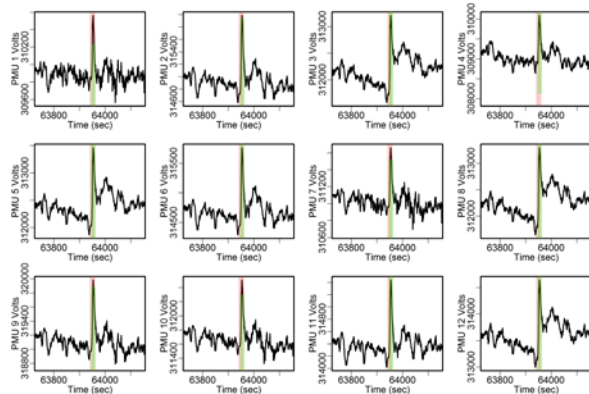 PMU 1 Volts
309600 310200
63800 64000
Time (sec)
PMU 2 Volts
314600 315400
63800 64000
Time (sec)
PMU 3 Volts
312000 313000
63800 64000
Time (sec)
PMU 4 Volts
308000 309000 310000
63800 64000
Time (sec)
PMU 5 Volts
312000 313000
63800 64000
Time (sec)
PMU 6 Volts
314500 315500
63800 64000
Time (sec)
PMU 7 Volts
310600 311200
63800 64000
Time (sec)
PMU 8 Volts
312000 313000
63800 64000
Time (sec)
PMU 9 Volts
318800 319400 320000
63800 64000
Time (sec)
PMU 10 Volts
311400 312000
63800 64000
Time (sec)
PMU 11 Volts
314000 314800
63800 64000
Time (sec)
PMU 12 Volts
313000 314000
63800 64000
Time (sec)